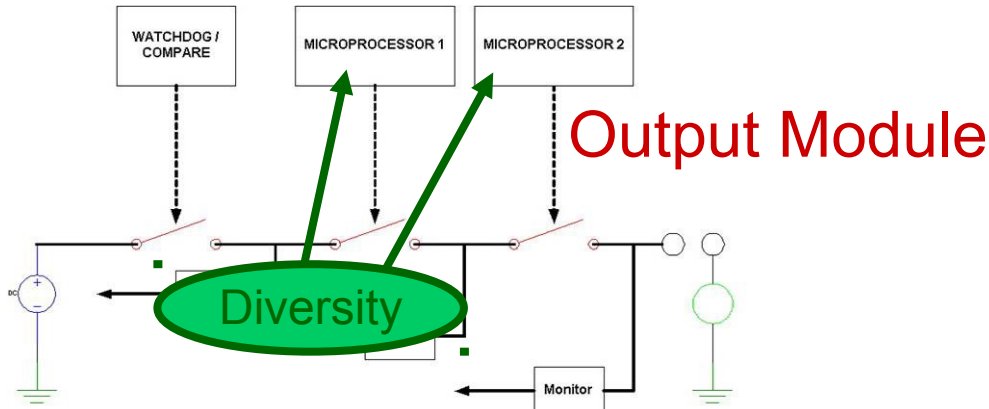 WATCHDOG /
COMPARE
MICROPROCESSOR 1
MICROPROCESSOR 2
Output Module
DC
+
−
Diversity
Monitor